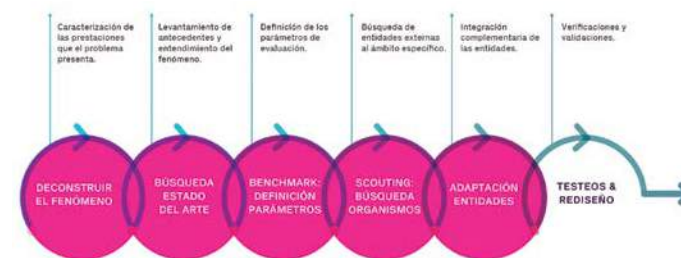 Caracterización de
las prestaciones
que el problema
presenta.
Levantamiento de
antecedentes y
entendimiento del
fenómeno.
Definición de los
parámetros de
evaluación.
Búsqueda de
entidades externas
al ámbito específico.
Integración
complementaria de
las entidades.
Verificaciones y
validaciones.
DECONSTRUIR
EL FENÓMENO
BÚSQUEDA
ESTADO
DEL ARTE
BENCHMARK:
DEFINICIÓN
PARÁMETROS
SCOUTING:
BÚSQUEDA
ORGANISMOS
ADAPTACIÓN
ENTIDADES
TESTEOS &
REDISEÑO